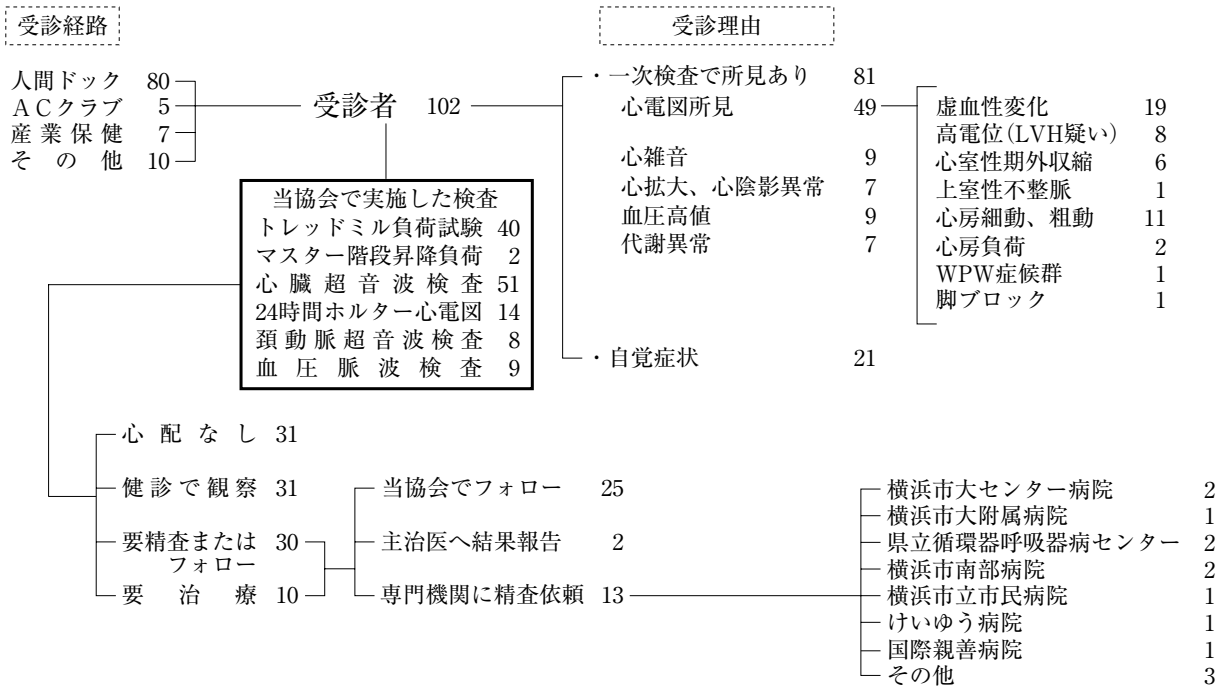 受診経路
受診理由
人間ドック 80
ACクラブ 5
産業保健 7
その他 10
受診者 102
・一次検査で所見あり 81
心電図所見 49
心雑音 9
心拡大、心陰影異常 7
血圧高値 9
代謝異常 7
・自覚症状 21
虚血性変化 19
高電位(LVH疑い) 8
心室性期外収縮 6
上室性不整脈 1
心房細動、粗動 11
心房負荷 2
WPW症候群 1
脚ブロック 1
当協会で実施した検査
トレッドミル負荷試験 40
マスター階段昇降負荷 2
心臓超音波検査 51
24時間ホルター心電図 14
頚動脈超音波検査 8
血圧脈波検査 9
心配なし 31
健診で観察 31
要精査または 30
フォロー
要治療 10
当協会でフォロー 25
主治医へ結果報告 2
専門機関に精査依頼 13
横浜市大センター病院 2
横浜市大附属病院 1
県立循環器呼吸器病センター 2
横浜市南部病院 2
横浜市立市民病院 1
けいゆう病院 1
国際親善病院 1
その他 3